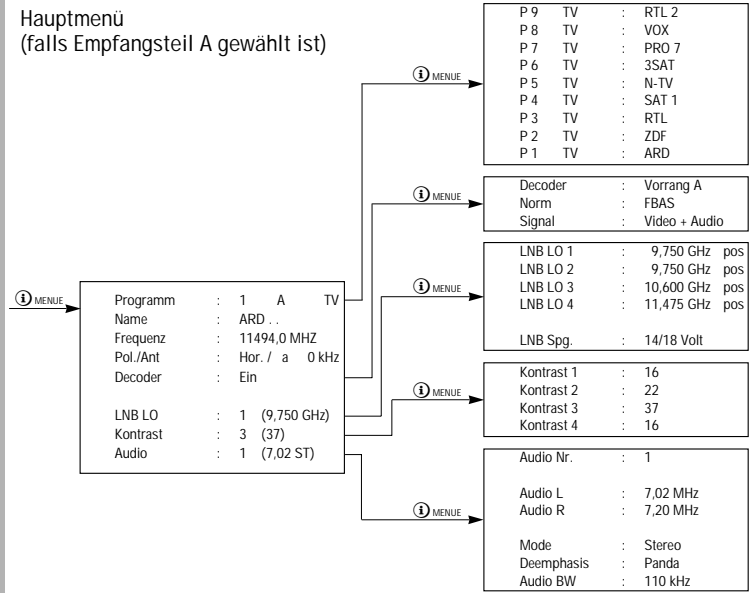 Hauptmenü
(falls Empfangsteil A gewählt ist)
i MENUE
Programm : 1 A TV
Name : ARD . .
Frequenz : 11494,0 MHZ
Pol./Ant : Hor. / a 0 kHz
Decoder : Ein
LNB LO : 1 (9,750 GHz)
Kontrast : 3 (37)
Audio : 1 (7,02 ST)
i MENUE
P 9 TV : RTL 2
P 8 TV : VOX
P 7 TV : PRO 7
P 6 TV : 3SAT
P 5 TV : N-TV
P 4 TV : SAT 1
P 3 TV : RTL
P 2 TV : ZDF
P 1 TV : ARD
i MENUE
Decoder : Vorrang A
Norm : FBAS
Signal : Video + Audio
i MENUE
LNB LO 1 : 9,750 GHz pos
LNB LO 2 : 9,750 GHz pos
LNB LO 3 : 10,600 GHz pos
LNB LO 4 : 11,475 GHz pos
LNB Spg. : 14/18 Volt
i MENUE
Kontrast 1 : 16
Kontrast 2 : 22
Kontrast 3 : 37
Kontrast 4 : 16
i MENUE
Audio Nr. : 1
Audio L : 7,02 MHz
Audio R : 7,20 MHz
Mode : Stereo
Deemphasis : Panda
Audio BW : 110 kHz